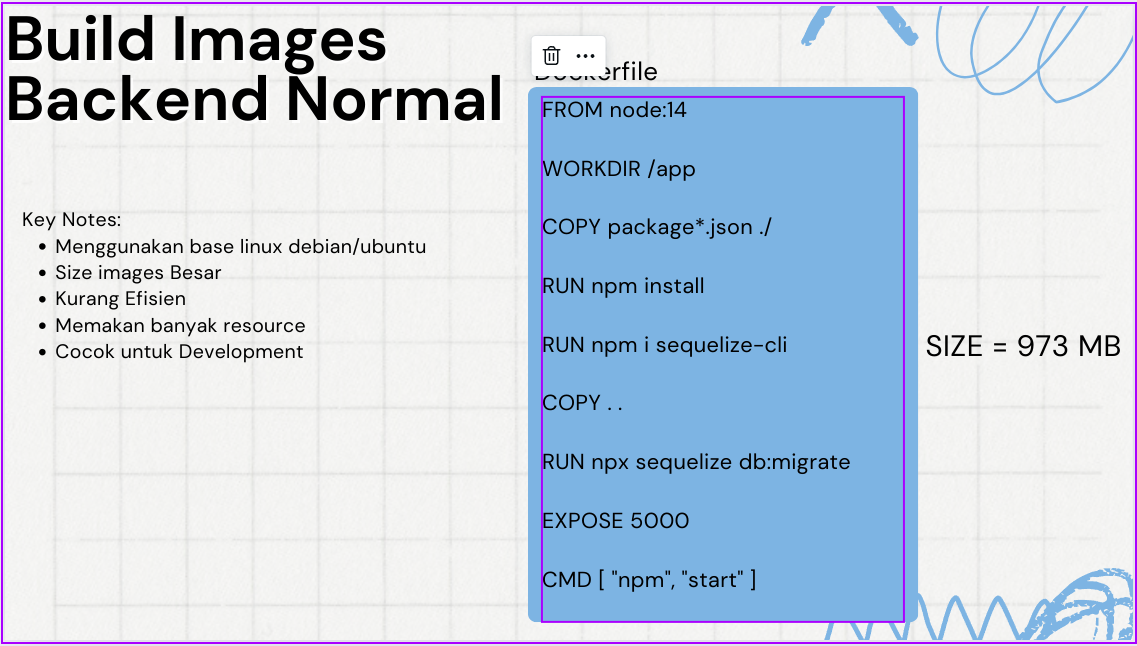 Build Images
Backend Normal
Key Notes:
Menggunakan base linux debian/ubuntu
Size images Besar
Kurang Efisien
Memakan banyak resource
Cocok untuk Development
Dockerfile
FROM node:14
WORKDIR /app
COPY package*.json ./
RUN npm install
RUN npm i sequelize-cli
COPY . .
RUN npx sequelize db:migrate
EXPOSE 5000
CMD [ "npm", "start" ]
SIZE = 973 MB